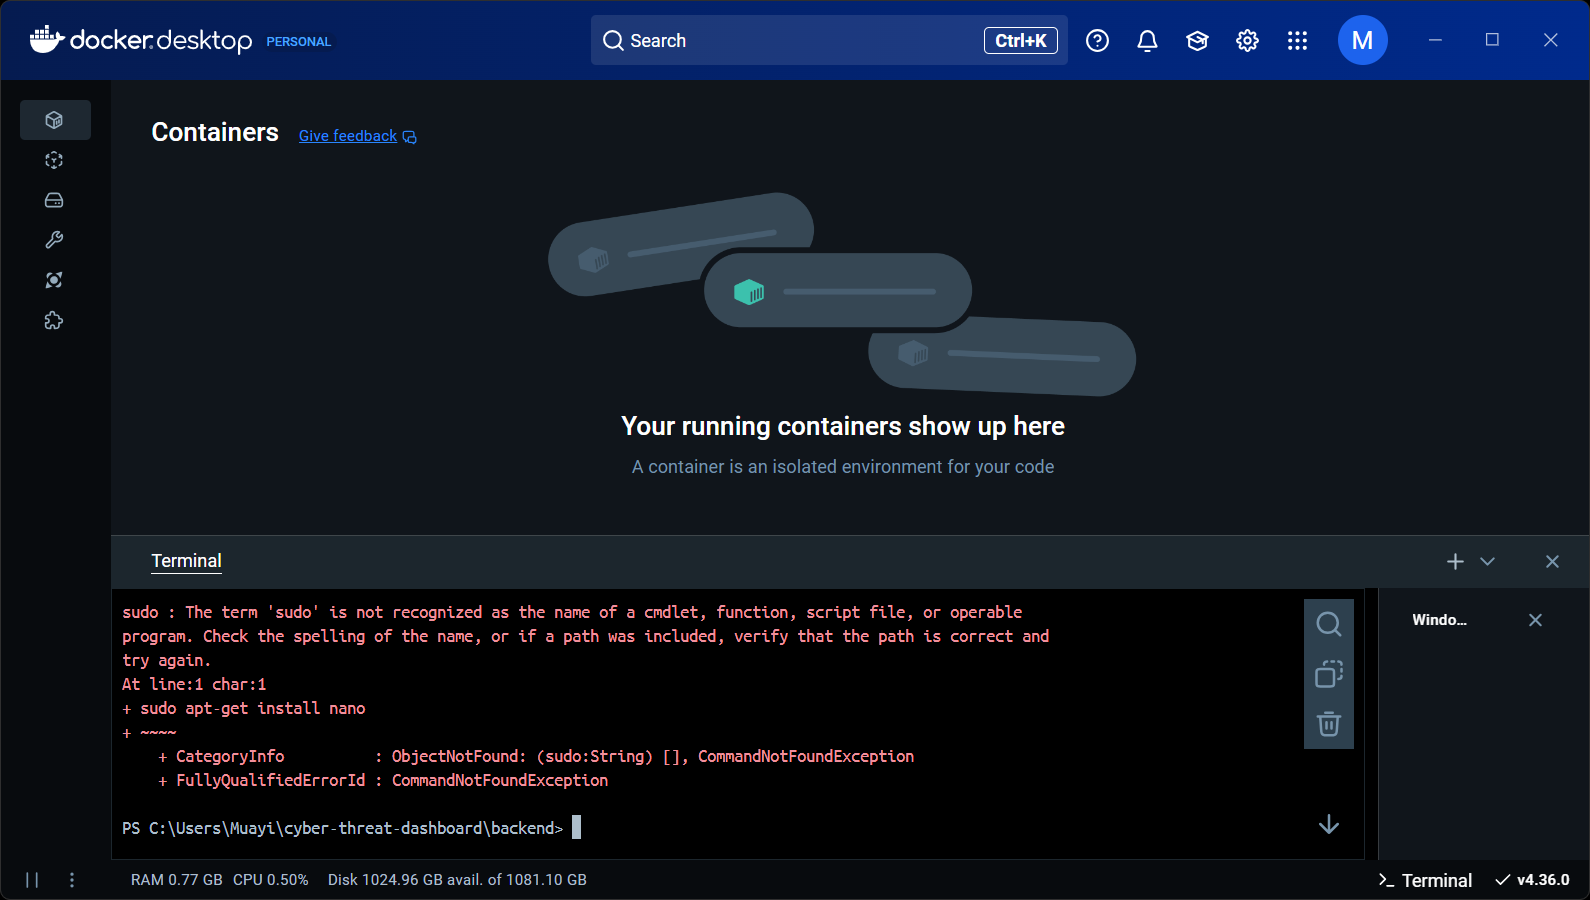 docker.desktop PERSONAL
Search
Ctrl+K
M
Containers
Give feedback
Your running containers show up here
A container is an isolated environment for your code
Terminal
sudo : The term 'sudo' is not recognized as the name of a cmdlet, function, script file, or operable
program. Check the spelling of the name, or if a path was included, verify that the path is correct and
try again.
At line:1 char:1
+ sudo apt-get install nano
+ ~~~~
    + CategoryInfo          : ObjectNotFound: (sudo:String) [], CommandNotFoundException
    + FullyQualifiedErrorId : CommandNotFoundException
PS C:\Users\Muayi\cyber-threat-dashboard\backend>
Windo...
RAM 0.77 GB CPU 0.50% Disk 1024.96 GB avail. of 1081.10 GB
Terminal
v4.36.0